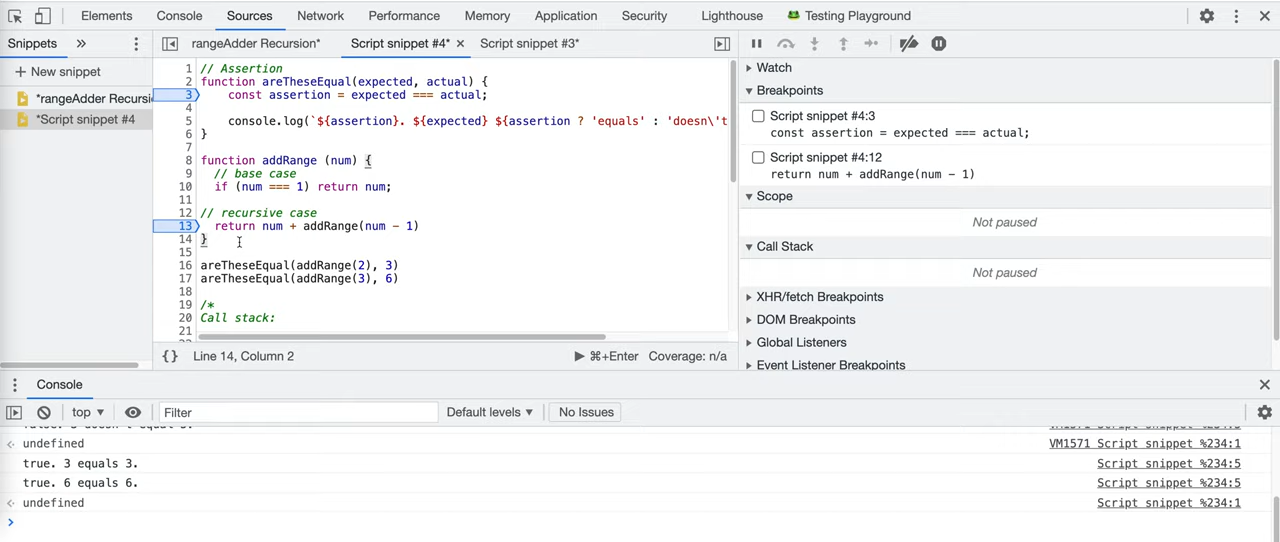 Elements Console Sources Network Performance Memory Application Security Lighthouse Testing Playground
Snippets » rangeAdder Recursion* Script snippet #4* × Script snippet #3*
+ New snippet
*rangeAdder Recursi
*Script snippet #4
1 // Assertion
2 function areTheseEqual(expected, actual) {
3 const assertion = expected === actual;
4
5 console.log(`${assertion}. ${expected} ${assertion ? 'equals' : 'doesn\'t
6 }
7
8 function addRange (num) {
9 // base case
10 if (num === 1) return num;
11
12 // recursive case
13 return num + addRange(num - 1)
14 }
15
16 areTheseEqual(addRange(2), 3)
17 areTheseEqual(addRange(3), 6)
18
19 /*
20 Call stack:
21
{} Line 14, Column 2 ▶ ⌘+Enter Coverage: n/a
Watch
Breakpoints
Script snippet #4:3
const assertion = expected === actual;
Script snippet #4:12
return num + addRange(num - 1)
Scope
Not paused
Call Stack
Not paused
XHR/fetch Breakpoints
DOM Breakpoints
Global Listeners
Event Listener Breakpoints
Console
top ▼ Filter Default levels ▼ No Issues
undefined VM1571 Script snippet %234:1
true. 3 equals 3. Script snippet %234:5
true. 6 equals 6. Script snippet %234:5
undefined Script snippet %234:1